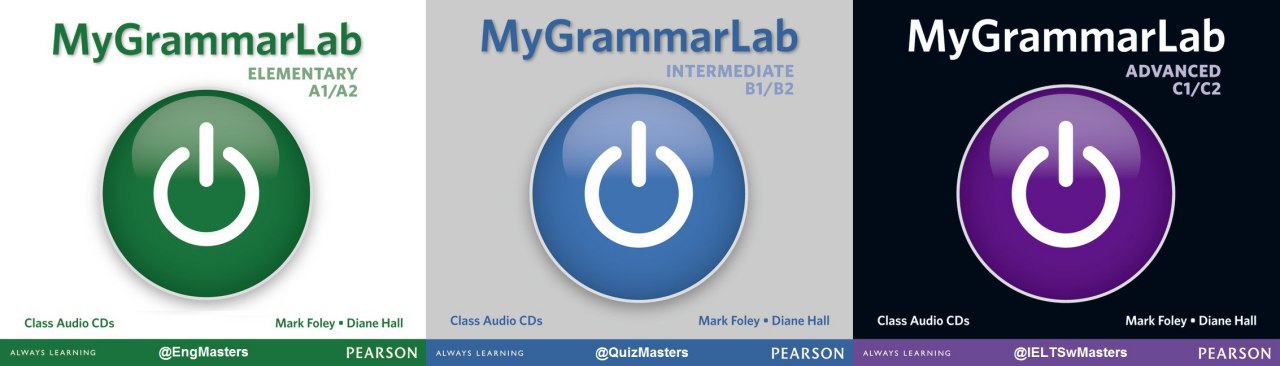 MyGrammarLab
ELEMENTARY
A1/A2
Class Audio CDs
Mark Foley • Diane Hall
ALWAYS LEARNING
@EngMasters
PEARSON
MyGrammarLab
INTERMEDIATE
B1/B2
Class Audio CDs
Mark Foley • Diane Hall
ALWAYS LEARNING
@QuizMasters
PEARSON
MyGrammarLab
ADVANCED
C1/C2
Class Audio CDs
Mark Foley • Diane Hall
ALWAYS LEARNING
@IELTSwMasters
PEARSON